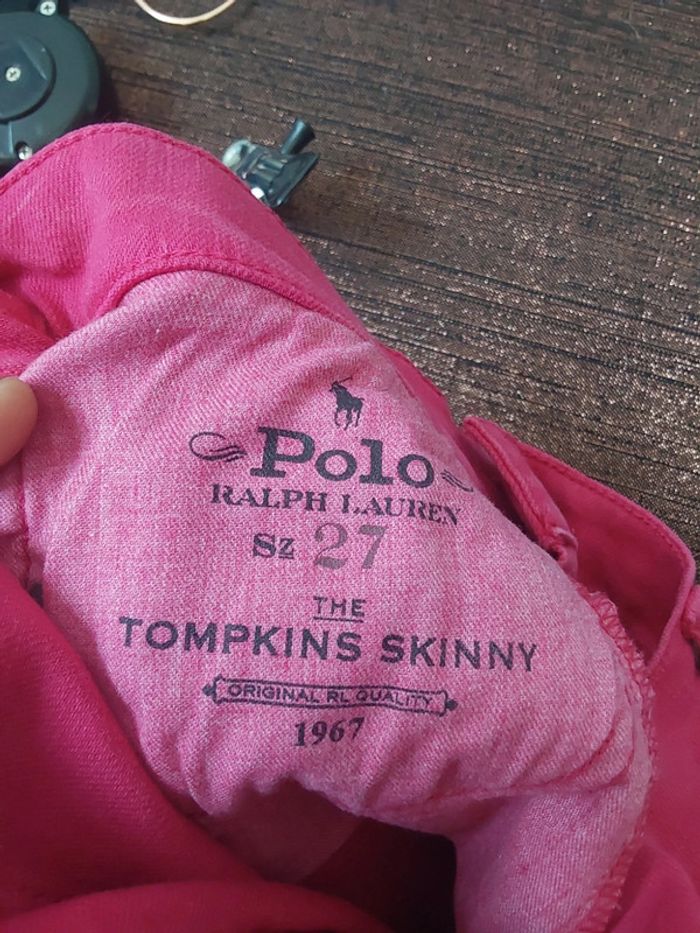 Polo
RALPH LAUREN
Sz 27
THE
TOMPKINS SKINNY
ORIGINAL RL QUALITY
1967